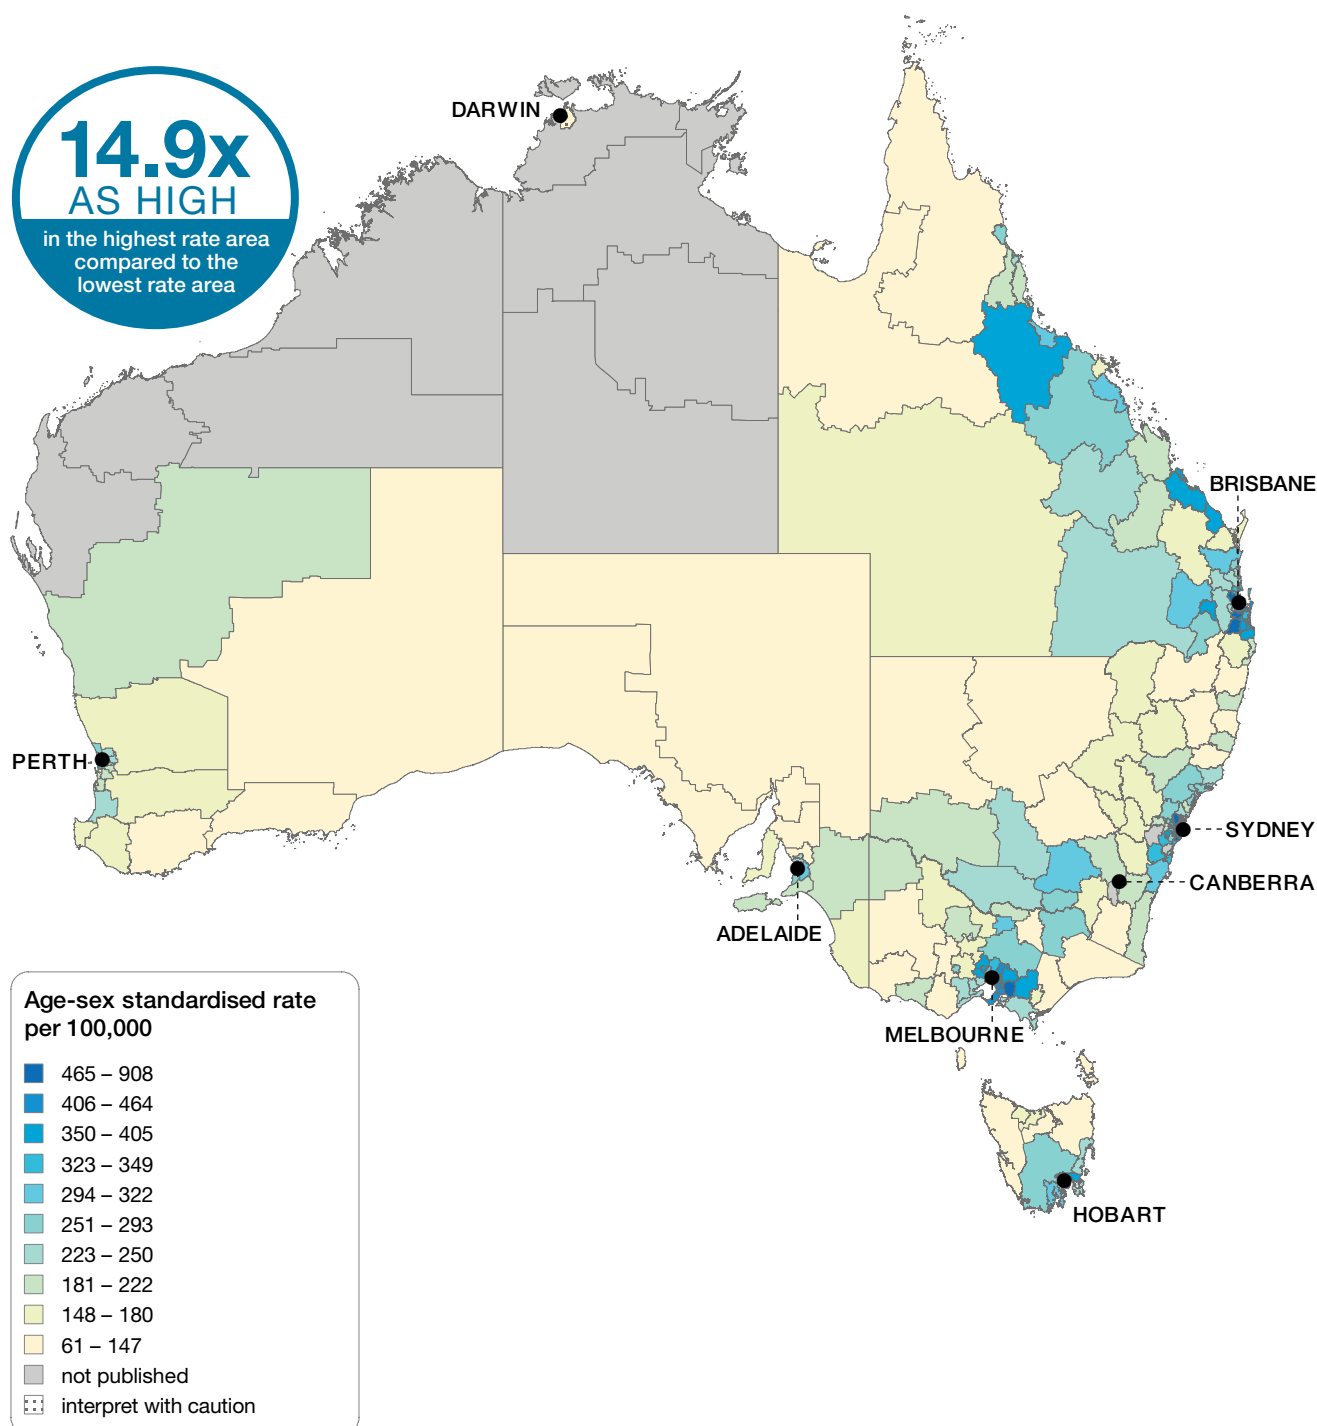 DARWIN
14.9x
AS HIGH
in the highest rate area
compared to the
lowest rate area
BRISBANE
PERTH
SYDNEY
CANBERRA
ADELAIDE
MELBOURNE
HOBART
Age-sex standardised rate
per 100,000
465 – 908
406 – 464
350 – 405
323 – 349
294 – 322
251 – 293
223 – 250
181 – 222
148 – 180
61 – 147
not published
interpret with caution